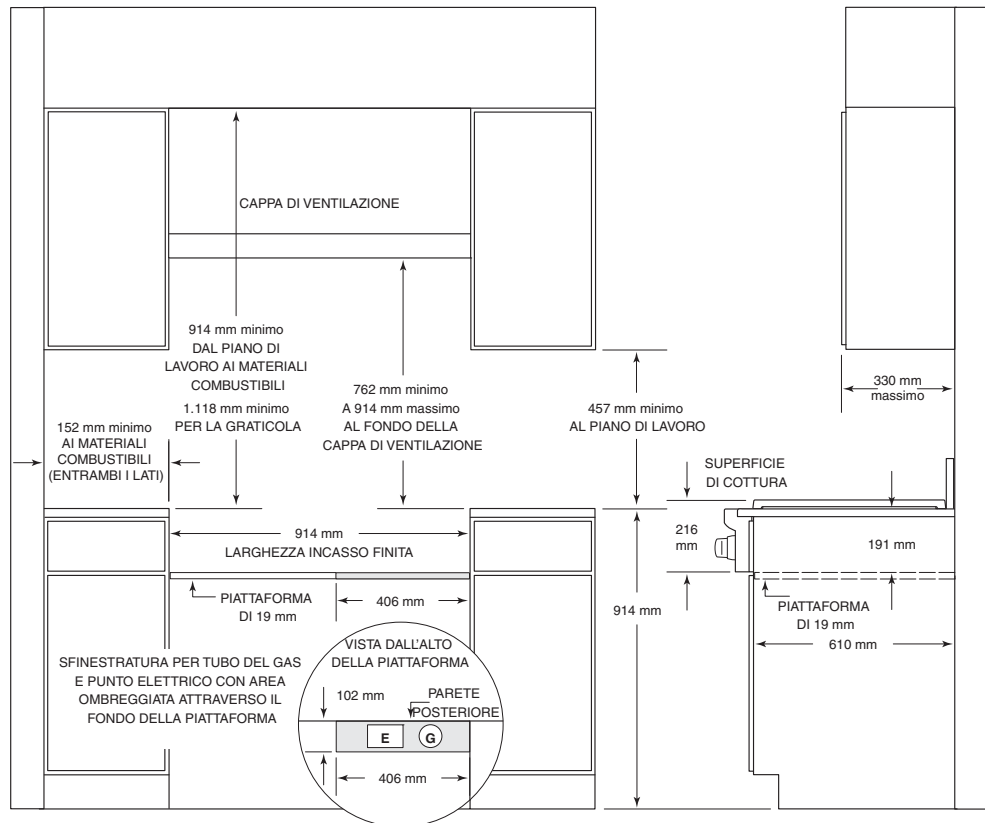 CAPPA DI VENTILAZIONE
914 mm minimo
DAL PIANO DI
LAVORO AI MATERIALI
COMBUSTIBILI
1.118 mm minimo
PER LA GRATICOLA
762 mm minimo
A 914 mm massimo
AL FONDO DELLA
CAPPA DI VENTILAZIONE
152 mm minimo
AI MATERIALI
COMBUSTIBILI
(ENTRAMBI I LATI)
457 mm minimo
AL PIANO DI LAVORO
330 mm
massimo
SUPERFICIE
DI COTTURA
914 mm
LARGHEZZA INCASSO FINITA
216
mm
191 mm
PIATTAFORMA
DI 19 mm
406 mm
914 mm
PIATTAFORMA
DI 19 mm
610 mm
SFINESTRATURA PER TUBO DEL GAS
E PUNTO ELETTRICO CON AREA
OMBREGGIATA ATTRAVERSO IL
FONDO DELLA PIATTAFORMA
VISTA DALL'ALTO
DELLA PIATTAFORMA
102 mm
PARETE
POSTERIORE
E
G
406 mm